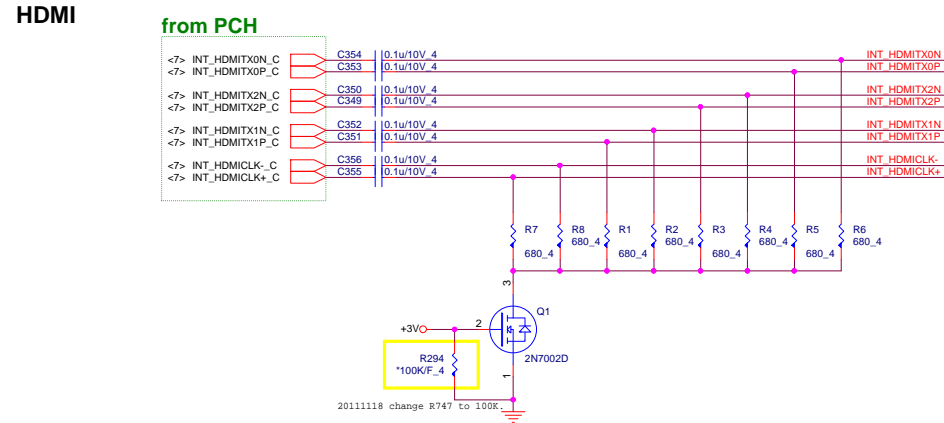 HDMI
from PCH
<7> INT_HDMITX0N_C C354 0.1u/10V_4 INT_HDMITX0N
<7> INT_HDMITX0P_C C353 0.1u/10V_4 INT_HDMITX0P
<7> INT_HDMITX2N_C C350 0.1u/10V_4 INT_HDMITX2N
<7> INT_HDMITX2P_C C349 0.1u/10V_4 INT_HDMITX2P
<7> INT_HDMITX1N_C C352 0.1u/10V_4 INT_HDMITX1N
<7> INT_HDMITX1P_C C351 0.1u/10V_4 INT_HDMITX1P
<7> INT_HDMICLK-_C C356 0.1u/10V_4 INT_HDMICLK-
<7> INT_HDMICLK+_C C355 0.1u/10V_4 INT_HDMICLK+
R7 R8 R1 R2 R3 R4 R5 R6
680_4 680_4 680_4 680_4
680_4 680_4 680_4 680_4
3
Q1
+3V 2
R294 2N7002D
*100K/F_4
1
20111118 change R747 to 100K.